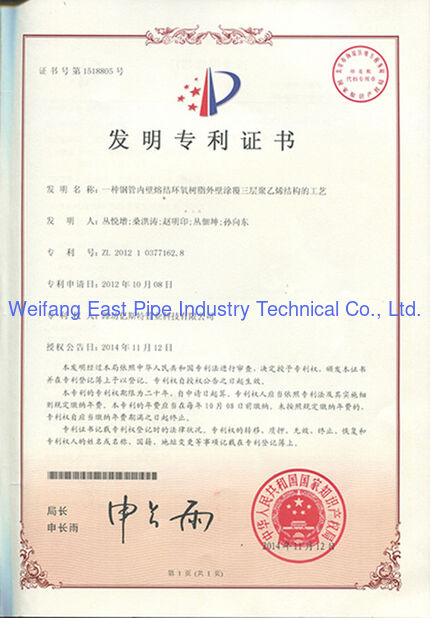 证书号第1518805号
发明专利证书
发 明 名 称:一种钢管内壁熔结环氧树脂外壁涂覆三层聚乙烯结构的工艺
发 明 人:丛悦增;桑洪涛;赵明印;丛佃坤;孙向东
专 利 号:ZL 2012 1 0377162.8
专利申请日:2012年10月08日
Weifang East Pipe Industry Technical Co., Ltd.
授权公告日:2014年11月12日
本发明经过本局依照中华人民共和国专利法进行审查,决定授予专利权,颁发本证书
并在专利登记簿上予以登记。专利权自授权公告之日起生效。
本专利的专利权期限为二十年,自申请日起算。专利权人应当依照专利法及其实施细
则规定缴纳年费。本专利的年费应当在每年10月08日前缴纳。未按照规定缴纳年费的,
专利权自应当缴纳年费期满之日起终止。
专利证书记载专利权登记时的法律状况。专利权的转移、质押、无效、终止、恢复和
专利权人的姓名或名称、国籍、地址变更等事项记载在专利登记簿上。
局长
申长雨
申长雨
中华人民共和国国家知识产权局
2014年11月12日
第1页(共1页)